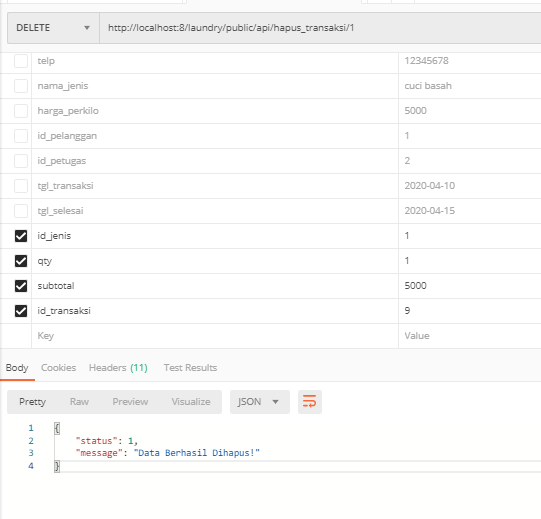 DELETE http://localhost:8/laundry/public/api/hapus_transaksi/1
telp 12345678
nama_jenis cuci basah
harga_perkilo 5000
id_pelanggan 1
id_petugas 2
tgl_transaksi 2020-04-10
tgl_selesai 2020-04-15
id_jenis 1
qty 1
subtotal 5000
id_transaksi 9
Key Value
Body Cookies Headers (11) Test Results
Pretty Raw Preview Visualize JSON
1 {
2 "status": 1,
3 "message": "Data Berhasil Dihapus!"
4 }